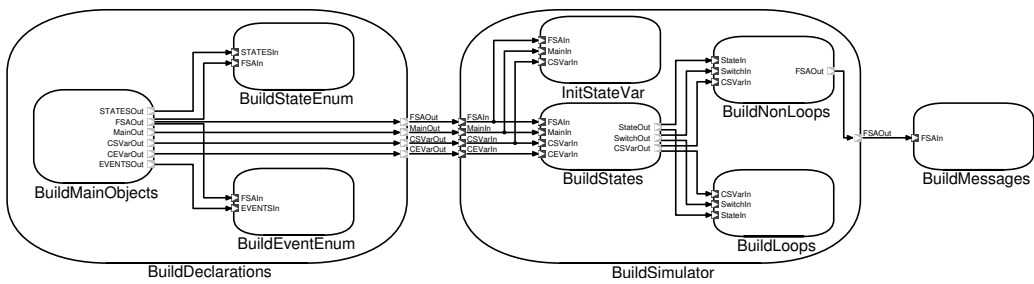 STATESIn
FSAIn
BuildStateEnum
STATESOut
FSAOut
MainOut
CSVarOut
CEVarOut
EVENTSOut
BuildMainObjects
FSAIn
EVENTSIn
BuildEventEnum
BuildDeclarations
FSAOut
MainOut
CSVarOut
CEVarOut
FSAIn
MainIn
CSVarIn
CEVarIn
FSAIn
MainIn
CSVarIn
InitStateVar
FSAIn
MainIn
CSVarIn
CEVarIn
StateOut
SwitchOut
CSVarOut
BuildStates
StateIn
SwitchIn
CSVarIn
FSAOut
BuildNonLoops
CSVarIn
SwitchIn
StateIn
BuildLoops
BuildSimulator
FSAOut
FSAIn
BuildMessages